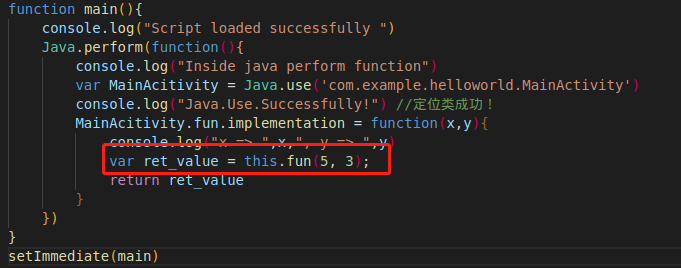 function main(){
console.log("Script loaded successfully ")
Java.perform(function(){
console.log("Inside java perform function")
var MainAcitivity = Java.use('com.example.helloworld.MainActivity')
console.log("Java.Use.Successfully!") //定位类成功！
MainAcitivity.fun.implementation = function(x,y){
console.log("x => ",x,", y => ",y)
var ret_value = this.fun(5, 3);
return ret_value
}
})
}
setImmediate(main)